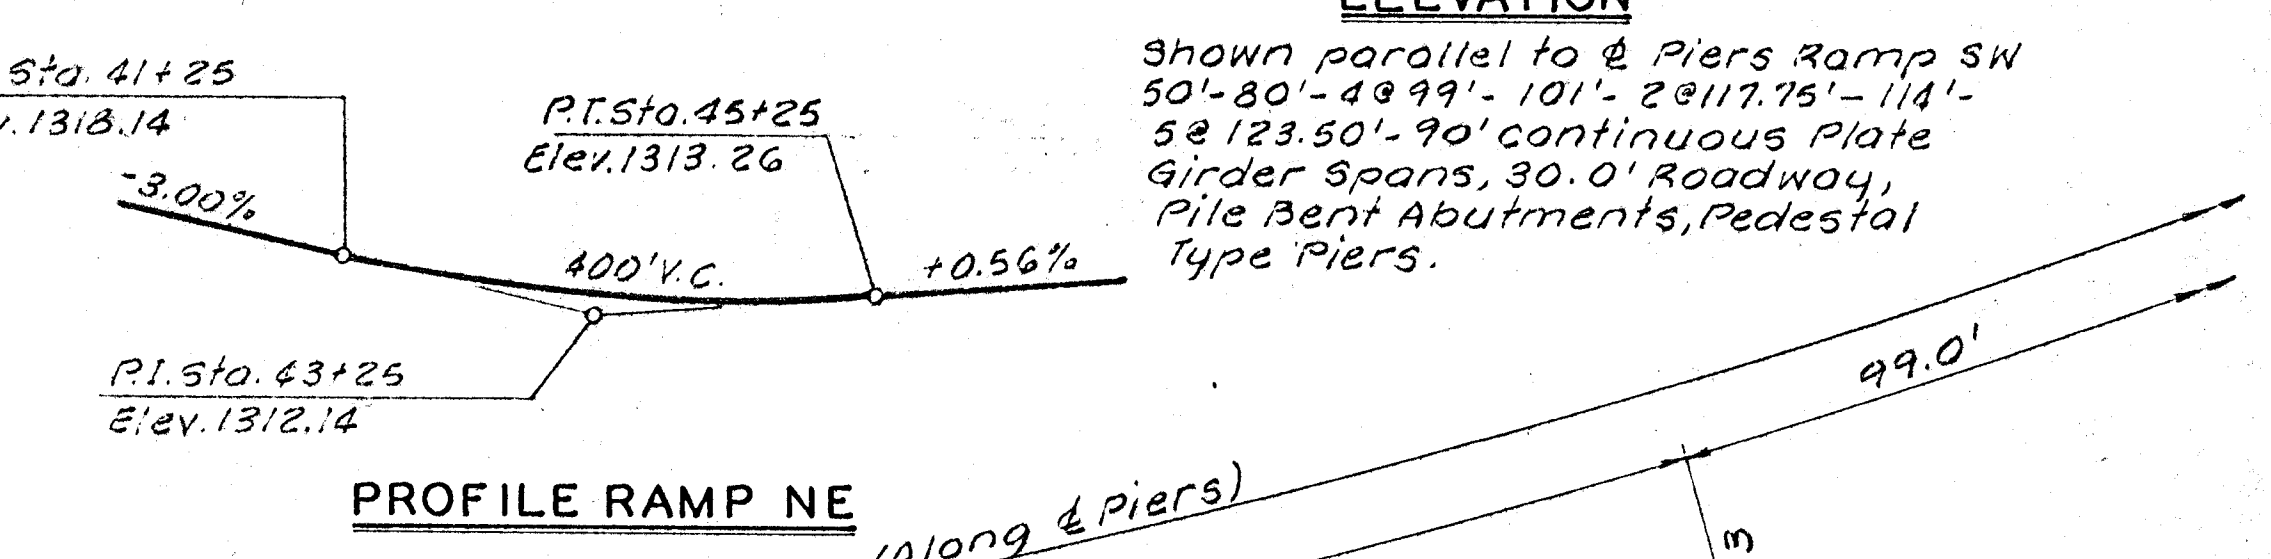 ELEVATION
Shown parallel to ℄ Piers Ramp SW
50'-80'-4@99'-101'-2@117.75'-114'-
5@123.50'-90' continuous Plate
Girder Spans, 30.0' Roadway,
Pile Bent Abutments, Pedestal
Type Piers.
Sta. 41+25
v. 1318.14
P.T. Sta. 45+25
Elev. 1313.26
-3.00%
400' V.C.
+0.56%
P.I. Sta. 43+25
Elev. 1312.14
PROFILE RAMP NE
(Along ℄ Piers)
99.0'
3